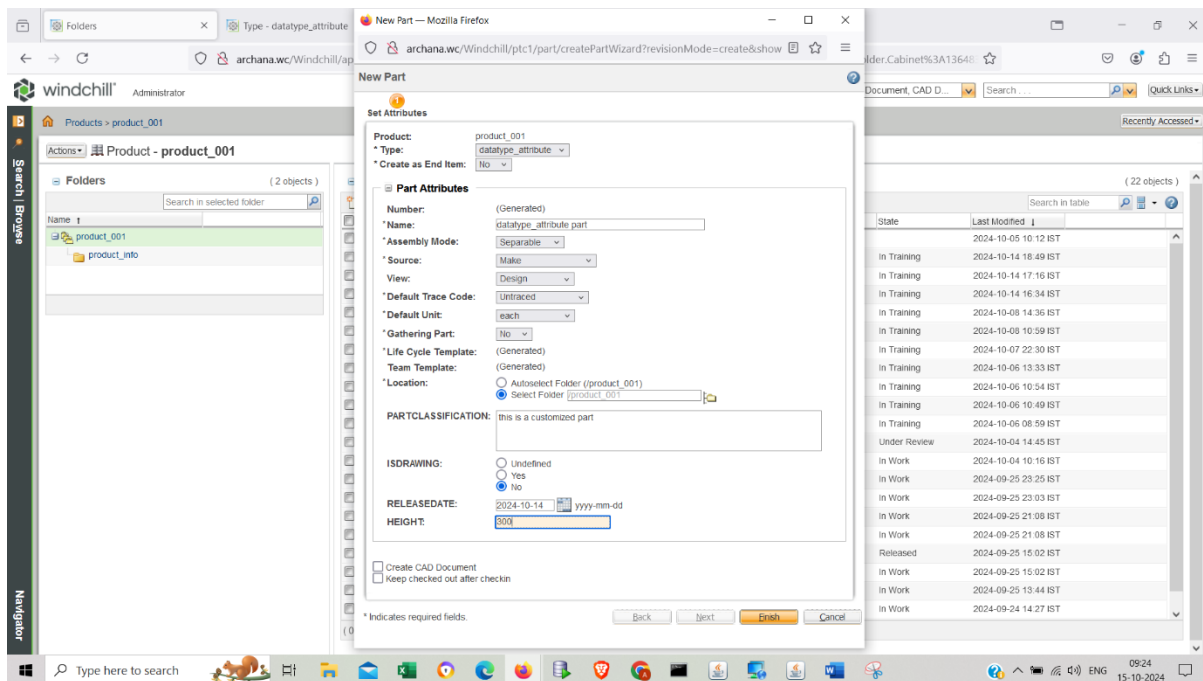 Folders
Type - datatype_attribute
New Part — Mozilla Firefox
archana.wc/Windchill/ap
archana.wc/Windchill/ptc1/part/createPartWizard?revisionMode=create&show
lder.Cabinet%3A13648
windchill Administrator
Document, CAD D... Search . . . Quick Links
Products > product_001
Recently Accessed
Search | Browse
Navigator
Actions Product - product_001
Folders (2 objects)
Search in selected folder
Name
product_001
product_info
New Part
Set Attributes
Product: product_001
* Type: datatype_attribute
* Create as End Item: No
Part Attributes
Number: (Generated)
*Name: datatype_attribute part
*Assembly Mode: Separable
*Source: Make
View: Design
*Default Trace Code: Untraced
*Default Unit: each
*Gathering Part: No
*Life Cycle Template: (Generated)
Team Template: (Generated)
*Location: Autoselect Folder (/product_001)
Select Folder /product_001
PARTCLASSIFICATION: this is a customized part
ISDRAWING: Undefined
Yes
No
RELEASEDATE: 2024-10-14 yyyy-mm-dd
HEIGHT: 300
Create CAD Document
Keep checked out after checkin
* Indicates required fields. Back Next Finish Cancel
(22 objects)
Search in table
State Last Modified
2024-10-05 10:12 IST
In Training 2024-10-14 18:49 IST
In Training 2024-10-14 17:16 IST
In Training 2024-10-14 16:34 IST
In Training 2024-10-08 14:36 IST
In Training 2024-10-08 10:59 IST
In Training 2024-10-07 22:30 IST
In Training 2024-10-06 13:33 IST
In Training 2024-10-06 10:54 IST
In Training 2024-10-06 10:49 IST
In Training 2024-10-06 08:59 IST
Under Review 2024-10-04 14:45 IST
In Work 2024-10-04 10:16 IST
In Work 2024-09-25 23:25 IST
In Work 2024-09-25 23:03 IST
In Work 2024-09-25 21:08 IST
In Work 2024-09-25 21:08 IST
Released 2024-09-25 15:02 IST
In Work 2024-09-25 15:02 IST
In Work 2024-09-25 13:44 IST
In Work 2024-09-24 14:27 IST
(0
Type here to search
ENG
09:24
15-10-2024